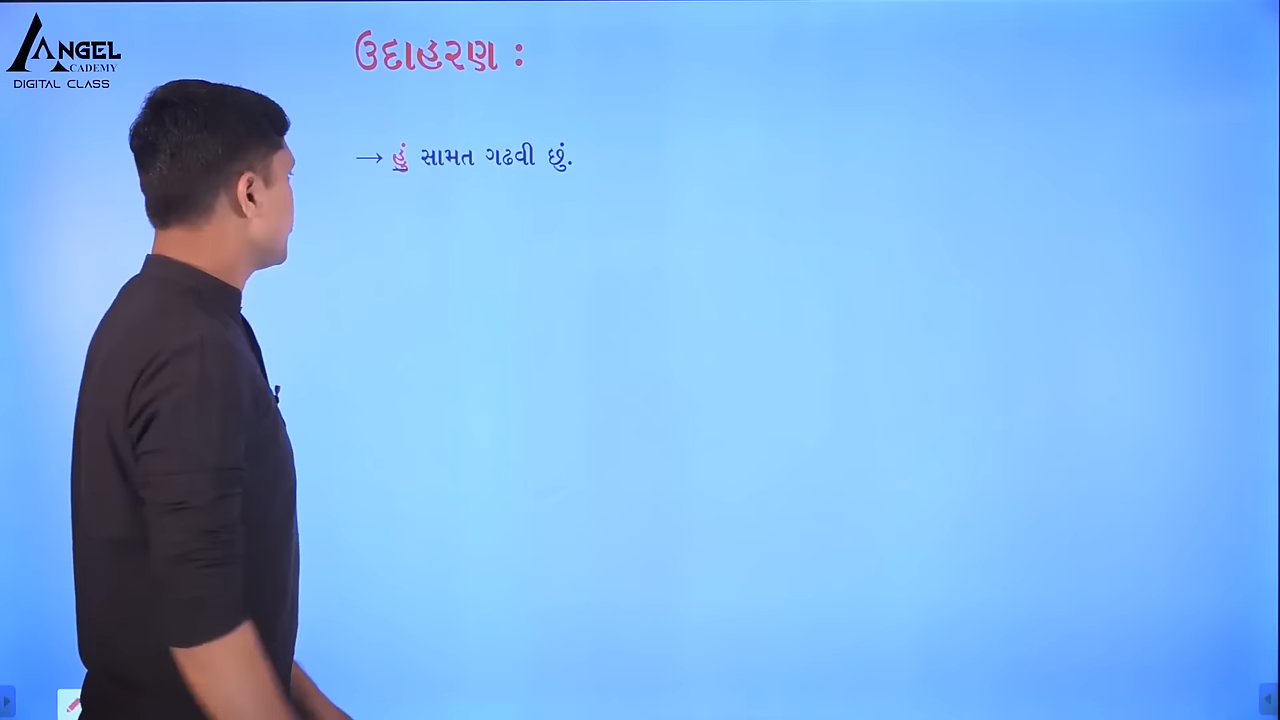 ANGEL
ACADEMY
DIGITAL CLASS
ઉદાહરણ :
→ હું સામત ગઢવી છું.